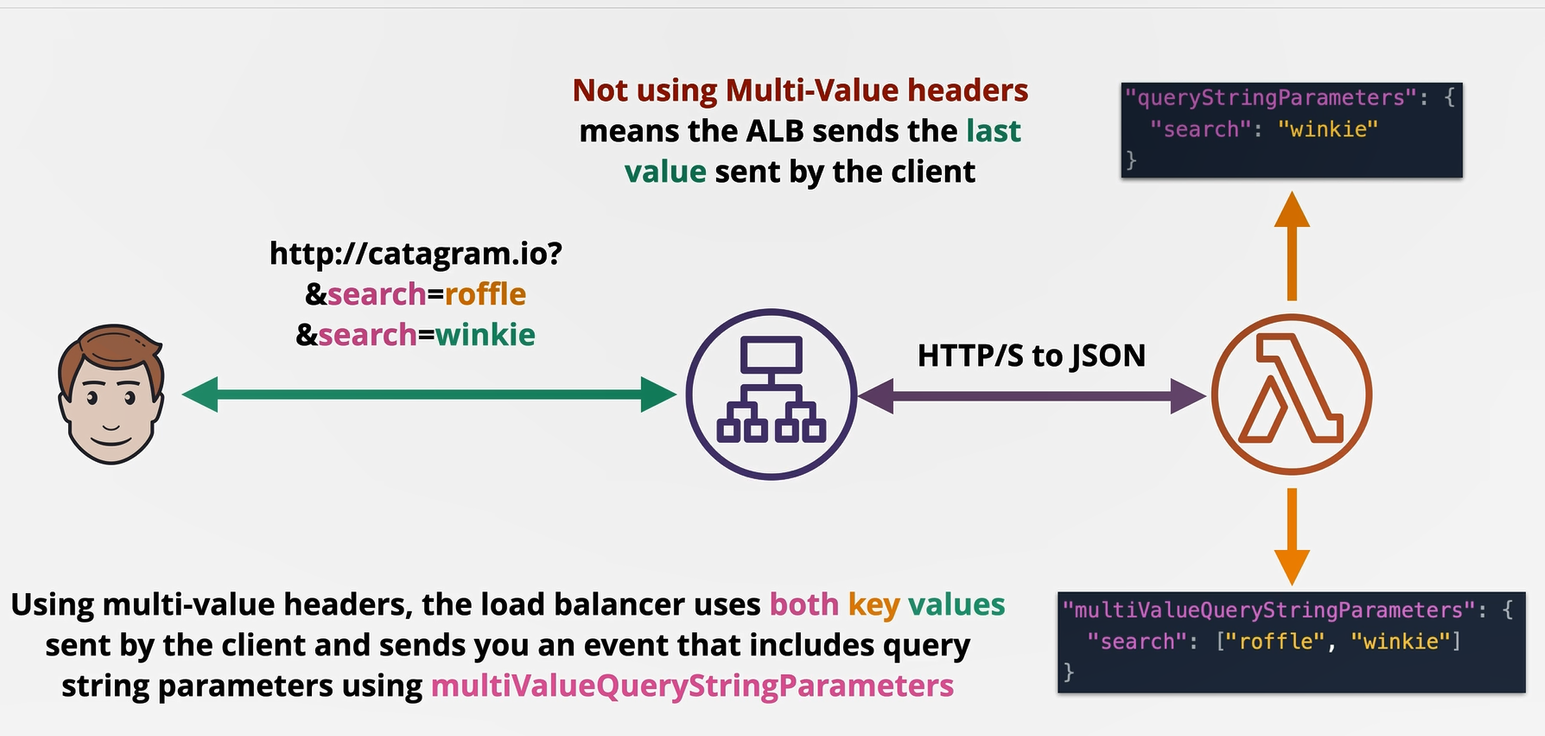 Not using Multi-Value headers
means the ALB sends the last
value sent by the client
"queryStringParameters": {
"search": "winkie"
}
http://catagram.io?
&search=roffle
&search=winkie
HTTP/S to JSON
Using multi-value headers, the load balancer uses both key values
sent by the client and sends you an event that includes query
string parameters using multiValueQueryStringParameters
"multiValueQueryStringParameters": {
"search": ["roffle", "winkie"]
}